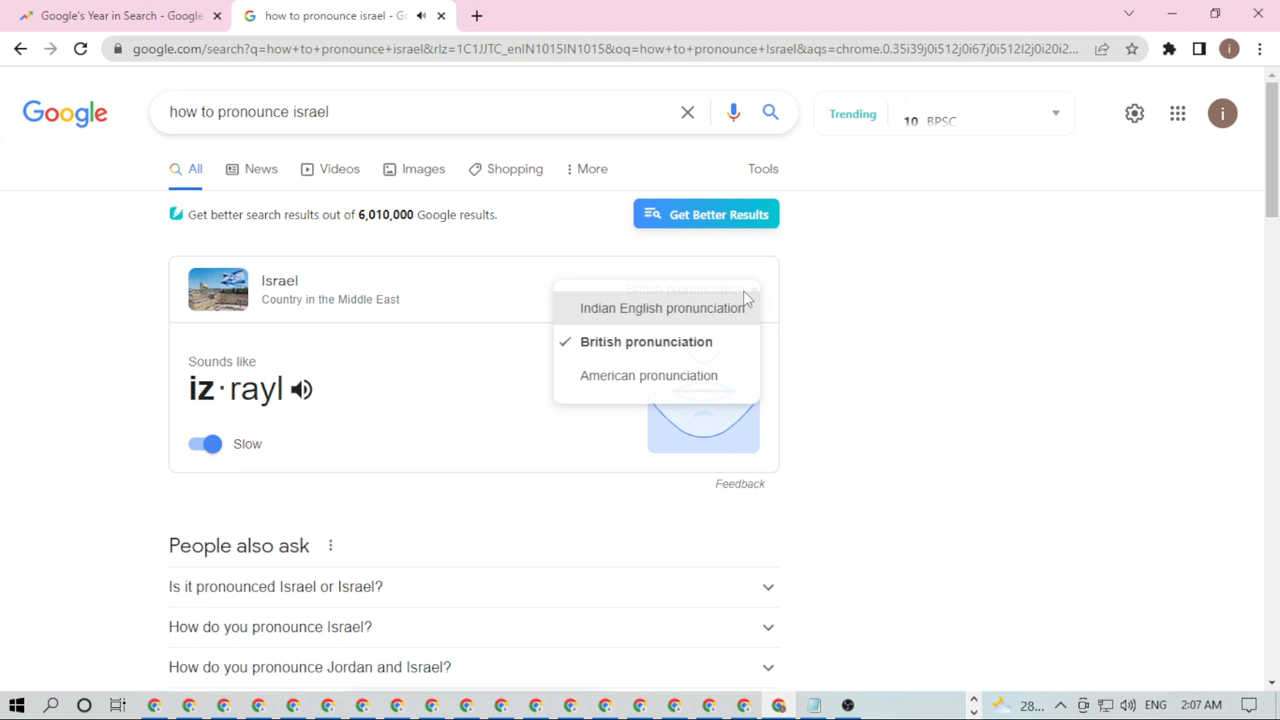 Google's Year in Search - Google
how to pronounce israel - Go
google.com/search?q=how+to+pronounce+israel&rlz=1C1JJTC_enIN1015IN1015&oq=how+to+pronounce+Israel&aqs=chrome.0.35i39j0i512j0i67j0i512l2j0i20i2...
i
Google
how to pronounce israel
Trending
10 BPSC
i
All
News
Videos
Images
Shopping
More
Tools
Get better search results out of 6,010,000 Google results.
Get Better Results
Israel
Country in the Middle East
British pronunciation
Indian English pronunciation
British pronunciation
American pronunciation
Sounds like
iz·rayl
Slow
Feedback
People also ask
Is it pronounced Israel or Israel?
How do you pronounce Israel?
How do you pronounce Jordan and Israel?
28...
ENG
2:07 AM